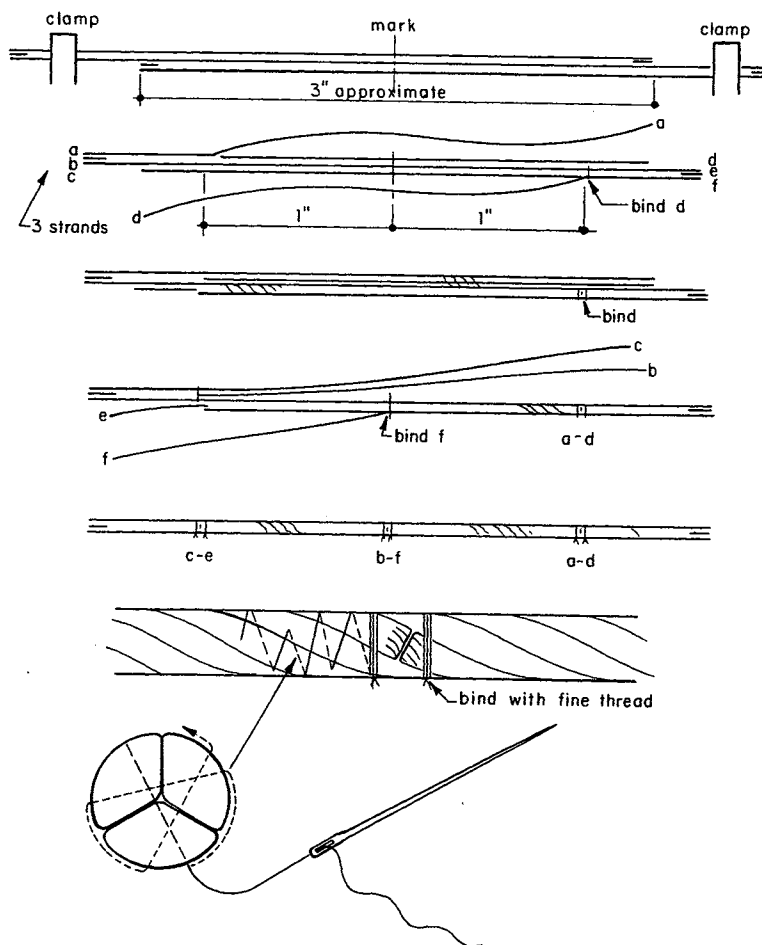 clamp
mark
clamp
3" approximate
a
a
b
c
d
e
f
d
bind d
3 strands
1"
1"
bind
c
b
e
f
bind f
a-d
c-e
b-f
a-d
bind with fine thread